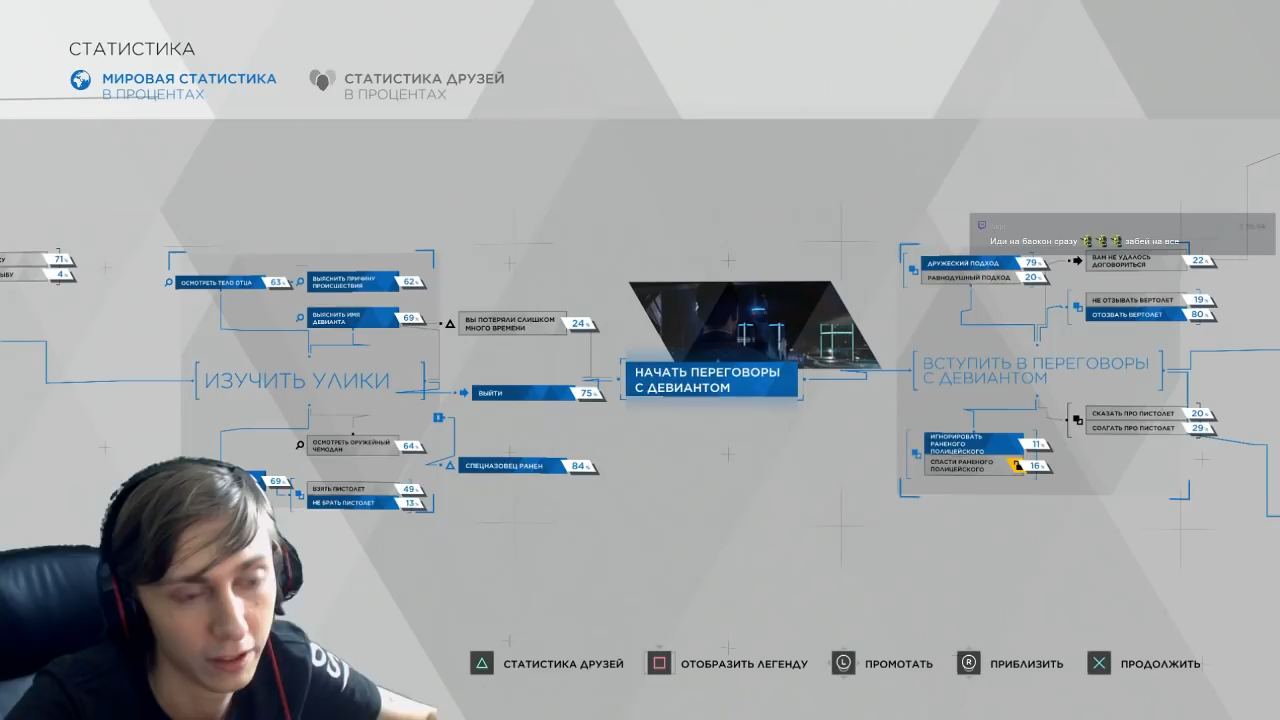 СТАТИСТИКА
МИРОВАЯ СТАТИСТИКА
В ПРОЦЕНТАХ
СТАТИСТИКА ДРУЗЕЙ
В ПРОЦЕНТАХ
71%
4%
ОСМОТРЕТЬ ТЕЛО ОТЦА 63%
ВЫЯСНИТЬ ПРИЧИНУ
ПРОИСШЕСТВИЯ
62%
ВЫЯСНИТЬ ИМЯ
ДЕВИАНТА
69%
ВЫ ПОТЕРЯЛИ СЛИШКОМ
МНОГО ВРЕМЕНИ
24%
ИЗУЧИТЬ УЛИКИ
ВЫЙТИ 75%
ОСМОТРЕТЬ ОРУЖЕЙНЫЙ
ЧЕМОДАН
64%
СПЕЦНАЗОВЕЦ РАНЕН 84%
69%
ВЗЯТЬ ПИСТОЛЕТ 49%
НЕ БРАТЬ ПИСТОЛЕТ 13%
НАЧАТЬ ПЕРЕГОВОРЫ
С ДЕВИАНТОМ
Иди на баокон сразу забей на все
ДРУЖЕСКИЙ ПОДХОД 79%
РАВНОДУШНЫЙ ПОДХОД 20%
ВАМ НЕ УДАЛОСЬ
ДОГОВОРИТЬСЯ
22%
НЕ ОТЗЫВАТЬ ВЕРТОЛЕТ 19%
ОТОЗВАТЬ ВЕРТОЛЕТ 80%
ВСТУПИТЬ В ПЕРЕГОВОРЫ
С ДЕВИАНТОМ
СКАЗАТЬ ПРО ПИСТОЛЕТ 20%
СОЛГАТЬ ПРО ПИСТОЛЕТ 29%
ИГНОРИРОВАТЬ
РАНЕНОГО
ПОЛИЦЕЙСКОГО
11%
СПАСТИ РАНЕНОГО
ПОЛИЦЕЙСКОГО
16%
СТАТИСТИКА ДРУЗЕЙ
ОТОБРАЗИТЬ ЛЕГЕНДУ
L ПРОМОТАТЬ
R ПРИБЛИЗИТЬ
ПРОДОЛЖИТЬ